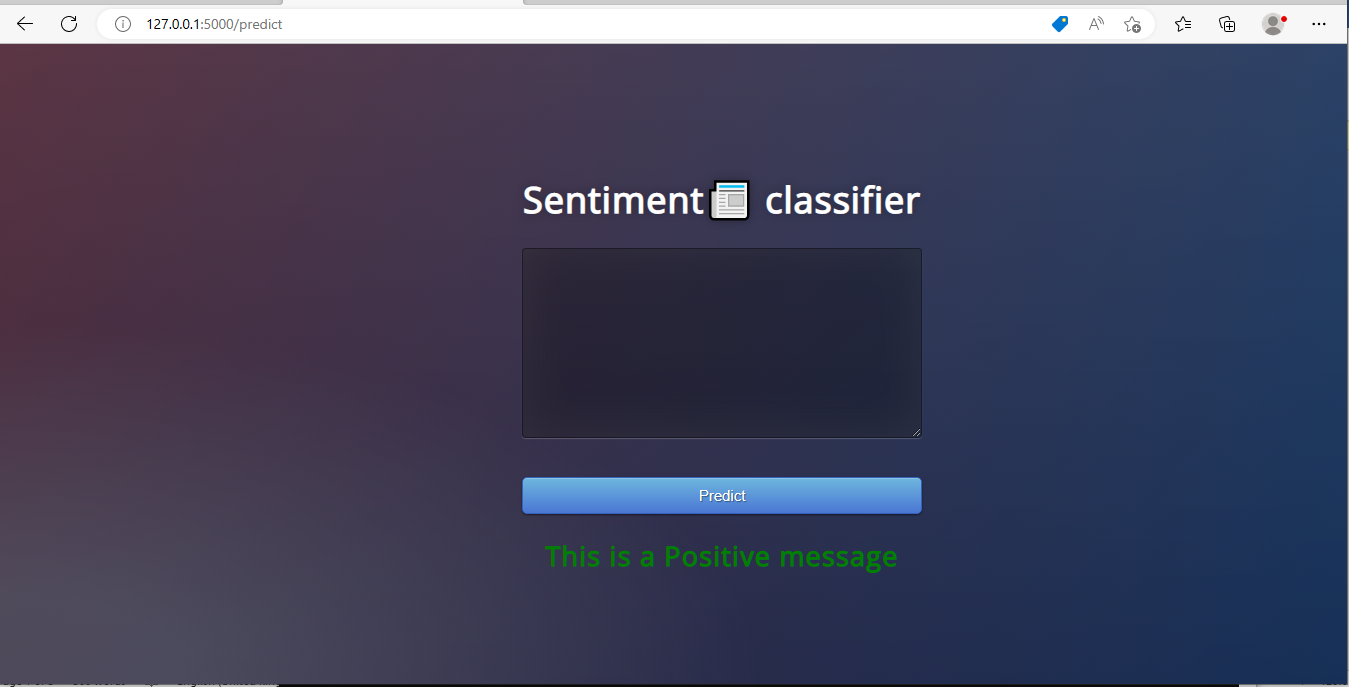 127.0.0.1:5000/predict
Sentiment classifier
Predict
This is a Positive message